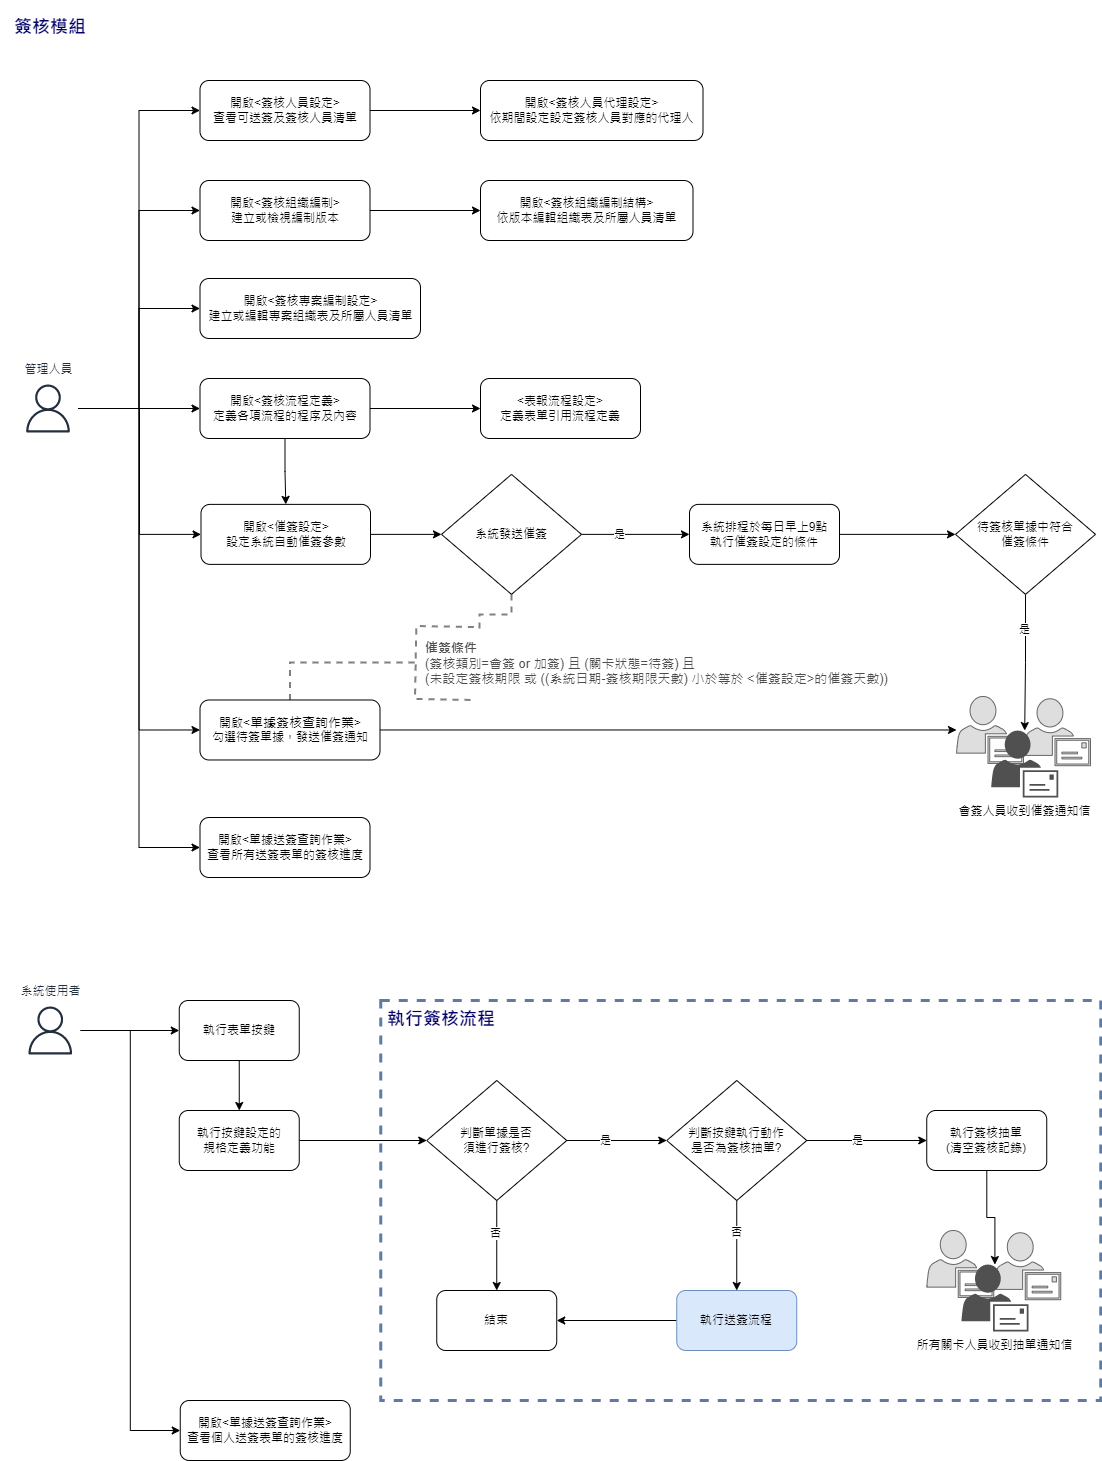 簽核模組
開啟<簽核人員設定>
查看可送簽及簽核人員清單
開啟<簽核人員代理設定>
依期間設定設定簽核人員對應的代理人
開啟<簽核組織編制>
建立或檢視編制版本
開啟<簽核組織編制結構>
依版本編輯組織表及所屬人員清單
開啟<簽核專案編制設定>
建立或編輯專案組織表及所屬人員清單
管理人員
開啟<簽核流程定義>
定義各項流程的程序及內容
<表報流程設定>
定義表單引用流程定義
開啟<催簽設定>
設定系統自動催簽參數
系統發送催簽
是
系統排程於每日早上9點
執行催簽設定的條件
待簽核單據中符合
催簽條件
是
催簽條件
(簽核類別=會簽 or 加簽) 且 (關卡狀態=待簽) 且
(未設定簽核期限 或 ((系統日期-簽核期限天數) 小於等於 <催簽設定>的催簽天數))
開啟<單據簽核查詢作業>
勾選待簽單據，發送催簽通知
會簽人員收到催簽通知信
開啟<單據送簽查詢作業>
查看所有送簽表單的簽核進度
系統使用者
執行表單按鍵
執行簽核流程
執行按鍵設定的
規格定義功能
判斷單據是否
須進行簽核?
是
判斷按鍵執行動作
是否為簽核抽單?
是
執行簽核抽單
(清空簽核記錄)
否
否
結束
執行送簽流程
所有關卡人員收到抽單通知信
開啟<單據送簽查詢作業>
查看個人送簽表單的簽核進度